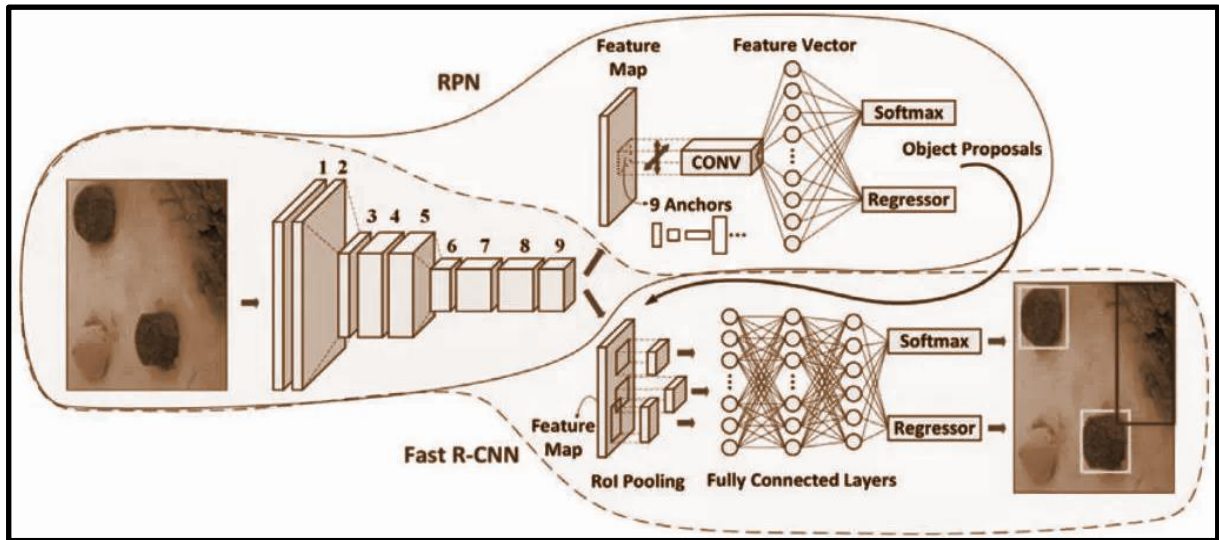 RPN
Feature
Map
Feature Vector
CONV
Softmax
Regressor
Object Proposals
9 Anchors
1 2
3 4 5
6 7 8 9
Fast R-CNN
Feature
Map
RoI Pooling
Fully Connected Layers
Softmax
Regressor